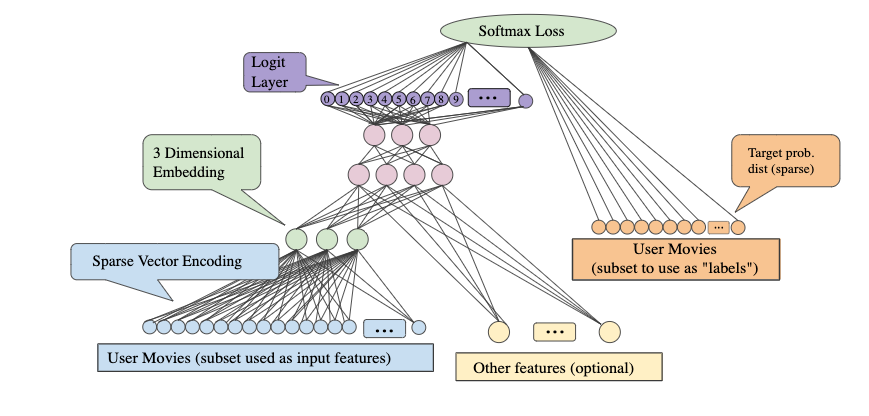 Softmax Loss
Logit
Layer
0 1 2 3 4 5 6 7 8 9 ...
3 Dimensional
Embedding
Target prob.
dist (sparse)
...
User Movies
(subset to use as "labels")
Sparse Vector Encoding
...
User Movies (subset used as input features)
...
Other features (optional)